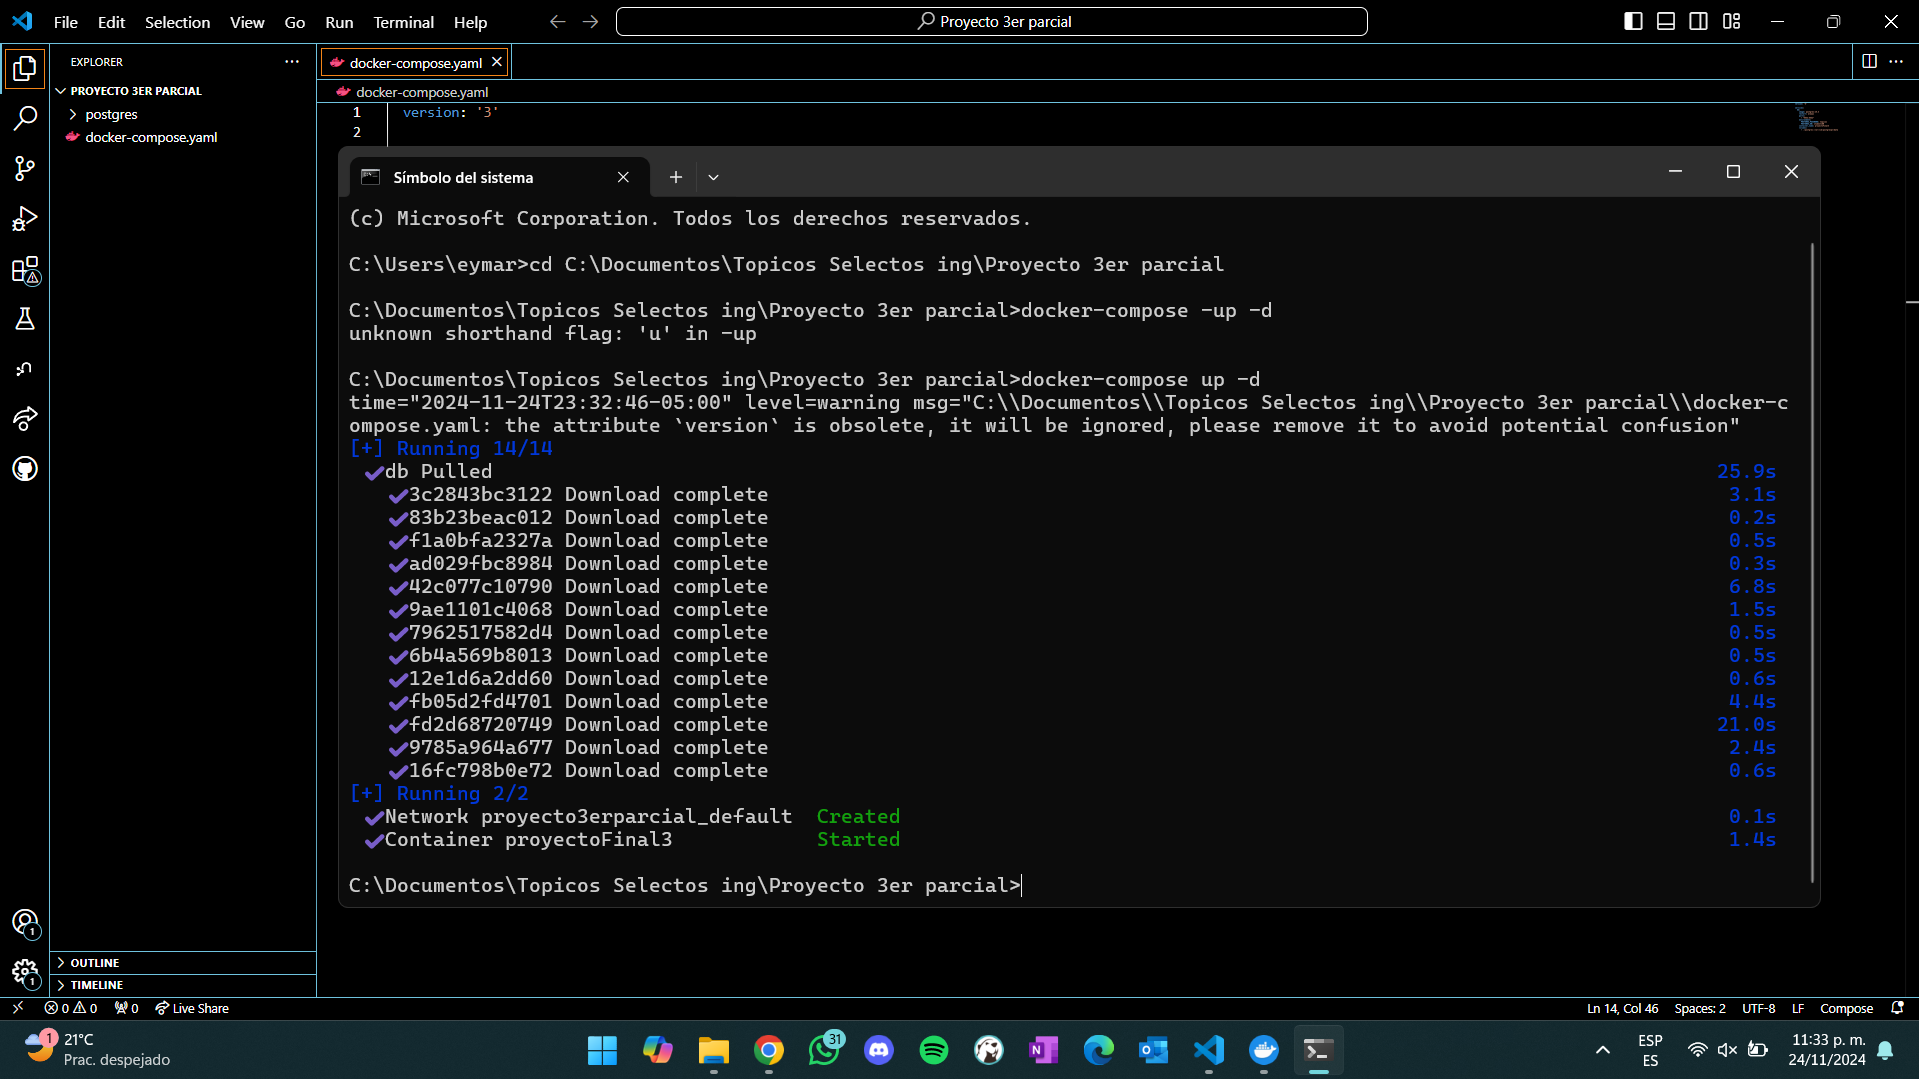 File Edit Selection View Go Run Terminal Help
Proyecto 3er parcial
EXPLORER
docker-compose.yaml
PROYECTO 3ER PARCIAL
docker-compose.yaml
postgres
1 version: '3'
docker-compose.yaml
2
Símbolo del sistema
(c) Microsoft Corporation. Todos los derechos reservados.
C:\Users\eymar>cd C:\Documentos\Topicos Selectos ing\Proyecto 3er parcial
C:\Documentos\Topicos Selectos ing\Proyecto 3er parcial>docker-compose -up -d
unknown shorthand flag: 'u' in -up
C:\Documentos\Topicos Selectos ing\Proyecto 3er parcial>docker-compose up -d
time="2024-11-24T23:32:46-05:00" level=warning msg="C:\\Documentos\\Topicos Selectos ing\\Proyecto 3er parcial\\docker-c
ompose.yaml: the attribute `version` is obsolete, it will be ignored, please remove it to avoid potential confusion"
[+] Running 14/14
✔db Pulled 25.9s
✔3c2843bc3122 Download complete 3.1s
✔83b23beac012 Download complete 0.2s
✔f1a0bfa2327a Download complete 0.5s
✔ad029fbc8984 Download complete 0.3s
✔42c077c10790 Download complete 6.8s
✔9ae1101c4068 Download complete 1.5s
✔7962517582d4 Download complete 0.5s
✔6b4a569b8013 Download complete 0.5s
✔12e1d6a2dd60 Download complete 0.6s
✔fb05d2fd4701 Download complete 4.4s
✔fd2d68720749 Download complete 21.0s
✔9785a964a677 Download complete 2.4s
✔16fc798b0e72 Download complete 0.6s
[+] Running 2/2
✔Network proyecto3erparcial_default Created 0.1s
✔Container proyectoFinal3 Started 1.4s
C:\Documentos\Topicos Selectos ing\Proyecto 3er parcial>
1
OUTLINE
1
TIMELINE
0 0 0 Live Share
Ln 14, Col 46 Spaces: 2 UTF-8 LF Compose
1
21°C
Prac. despejado
31
ESP
ES
11:33 p. m.
24/11/2024